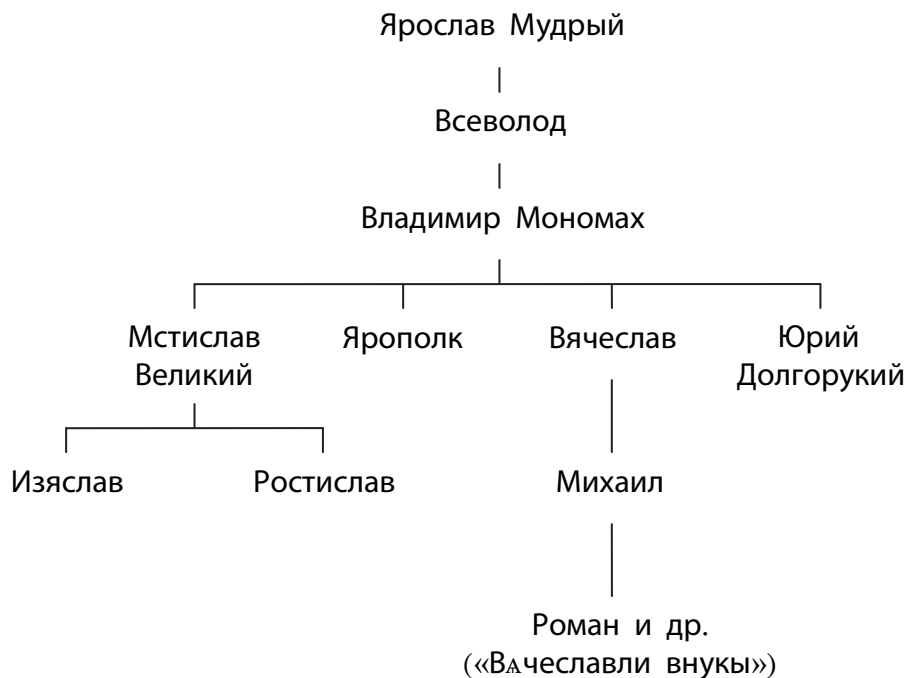 Ярослав Мудрый
Всеволод
Владимир Мономах
Мстислав Великий
Ярополк
Вячеслав
Юрий Долгорукий
Изяслав
Ростислав
Михаил
Роман и др.
(«Вѧчеславли внукы»)